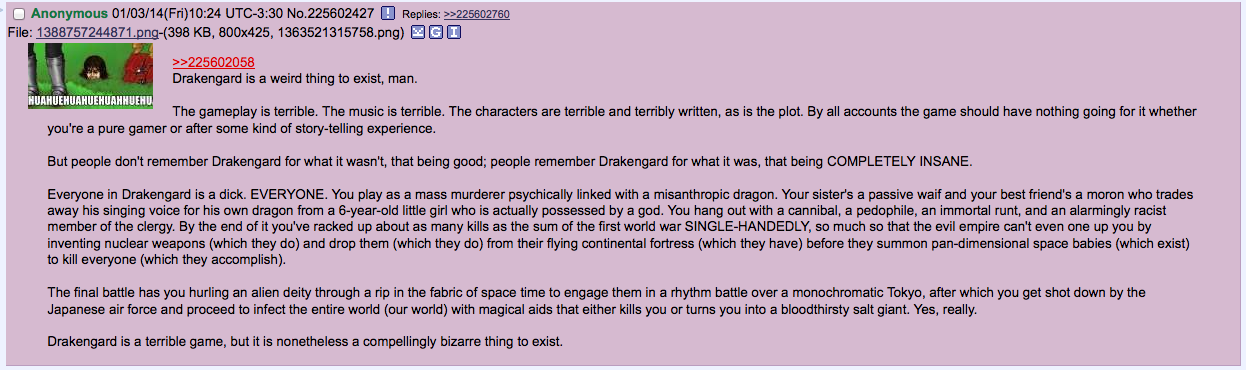 Anonymous 01/03/14(Fri)10:24 UTC-3:30 No.225602427 Replies: >>225602760
File: 1388757244871.png-(398 KB, 800x425, 1363521315758.png) G I
HUAHUEHUAHUEHUAHHUEHU
>>225602058
Drakengard is a weird thing to exist, man.
The gameplay is terrible. The music is terrible. The characters are terrible and terribly written, as is the plot. By all accounts the game should have nothing going for it whether
you're a pure gamer or after some kind of story-telling experience.
But people don't remember Drakengard for what it wasn't, that being good; people remember Drakengard for what it was, that being COMPLETELY INSANE.
Everyone in Drakengard is a dick. EVERYONE. You play as a mass murderer psychically linked with a misanthropic dragon. Your sister's a passive waif and your best friend's a moron who trades
away his singing voice for his own dragon from a 6-year-old little girl who is actually possessed by a god. You hang out with a cannibal, a pedophile, an immortal runt, and an alarmingly racist
member of the clergy. By the end of it you've racked up about as many kills as the sum of the first world war SINGLE-HANDEDLY, so much so that the evil empire can't even one up you by
inventing nuclear weapons (which they do) and drop them (which they do) from their flying continental fortress (which they have) before they summon pan-dimensional space babies (which exist)
to kill everyone (which they accomplish).
The final battle has you hurling an alien deity through a rip in the fabric of space time to engage them in a rhythm battle over a monochromatic Tokyo, after which you get shot down by the
Japanese air force and proceed to infect the entire world (our world) with magical aids that either kills you or turns you into a bloodthirsty salt giant. Yes, really.
Drakengard is a terrible game, but it is nonetheless a compellingly bizarre thing to exist.